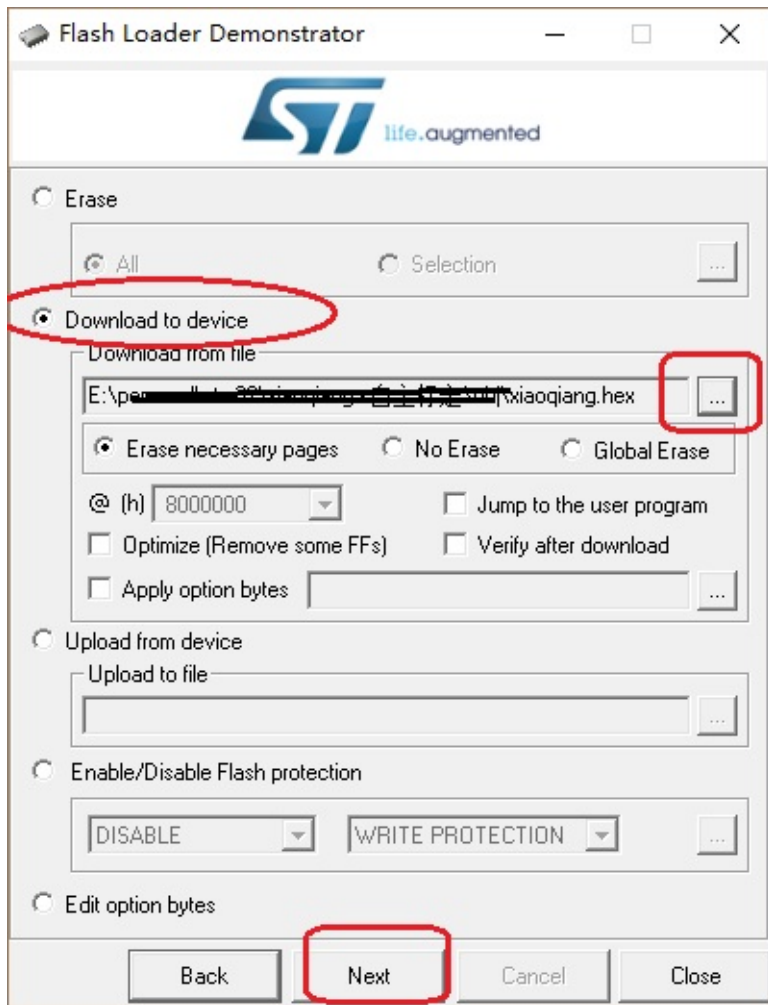 Flash Loader Demonstrator
ST
life.augmented
Erase
All Selection ...
Download to device
Download from file
E:\pe \xiaoqiang.hex ...
Erase necessary pages No Erase Global Erase
@ (h) 8000000 Jump to the user program
Optimize (Remove some FFs) Verify after download
Apply option bytes ...
Upload from device
Upload to file
...
Enable/Disable Flash protection
DISABLE WRITE PROTECTION ...
Edit option bytes
Back Next Cancel Close